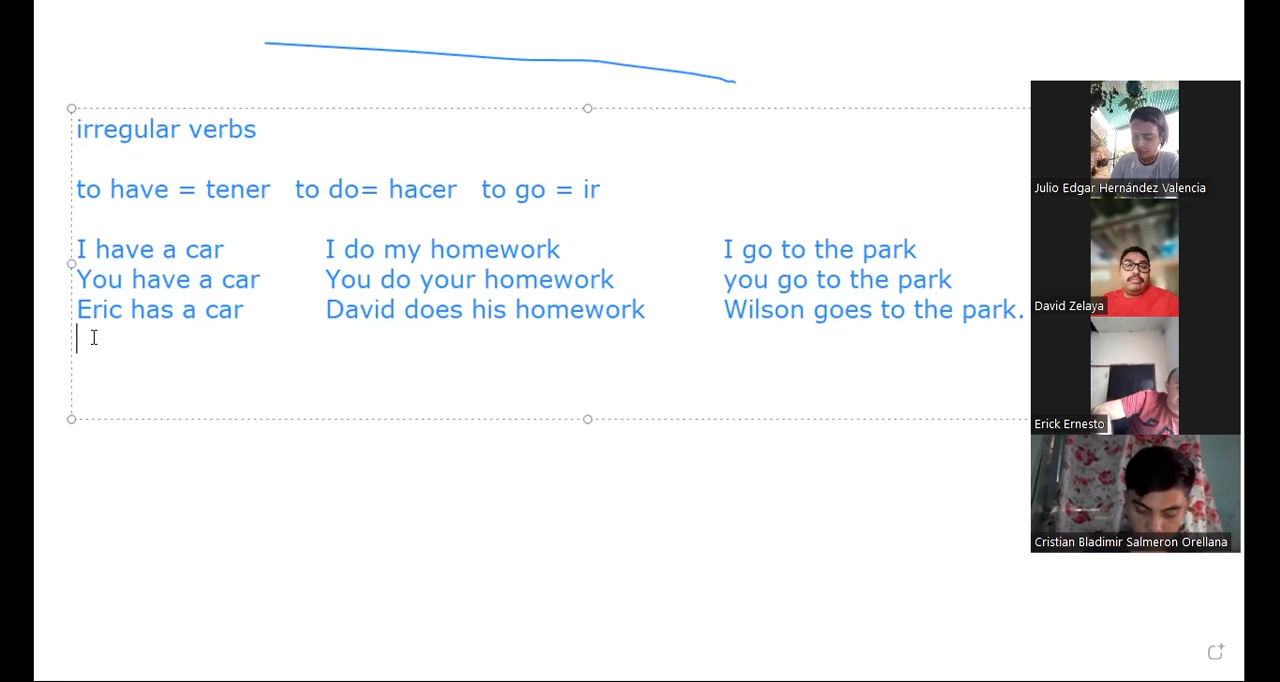 irregular verbs
to have = tener   to do= hacer   to go = ir
I have a car   I do my homework   I go to the park
You have a car   You do your homework   you go to the park
Eric has a car   David does his homework   Wilson goes to the park.
Julio Edgar Hernández Valencia
David Zelaya
Erick Ernesto
Cristian Bladimir Salmeron Orellana